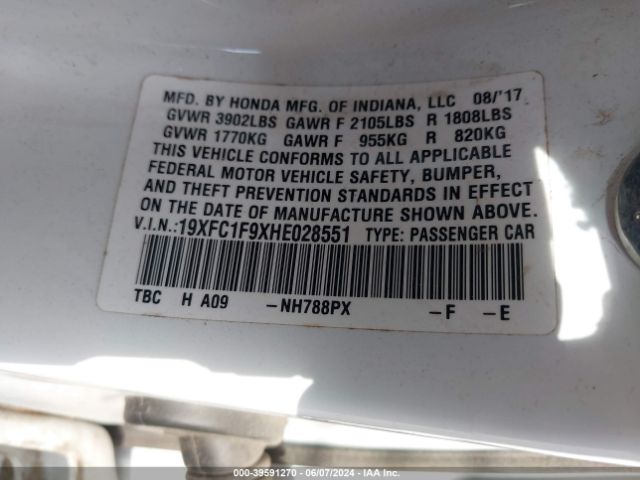 MFD. BY HONDA MFG. OF INDIANA, LLC 08/'17
GVWR 3902LBS GAWR F 2105LBS R 1808LBS
GVWR 1770KG GAWR F 955KG R 820KG
THIS VEHICLE CONFORMS TO ALL APPLICABLE
FEDERAL MOTOR VEHICLE SAFETY, BUMPER,
AND THEFT PREVENTION STANDARDS IN EFFECT
ON THE DATE OF MANUFACTURE SHOWN ABOVE.
V.I.N.:19XFC1F9XHE028551 TYPE: PASSENGER CAR
TBC H A09 -NH788PX -F -E
000-39591270 - 06/07/2024 - IAA Inc.